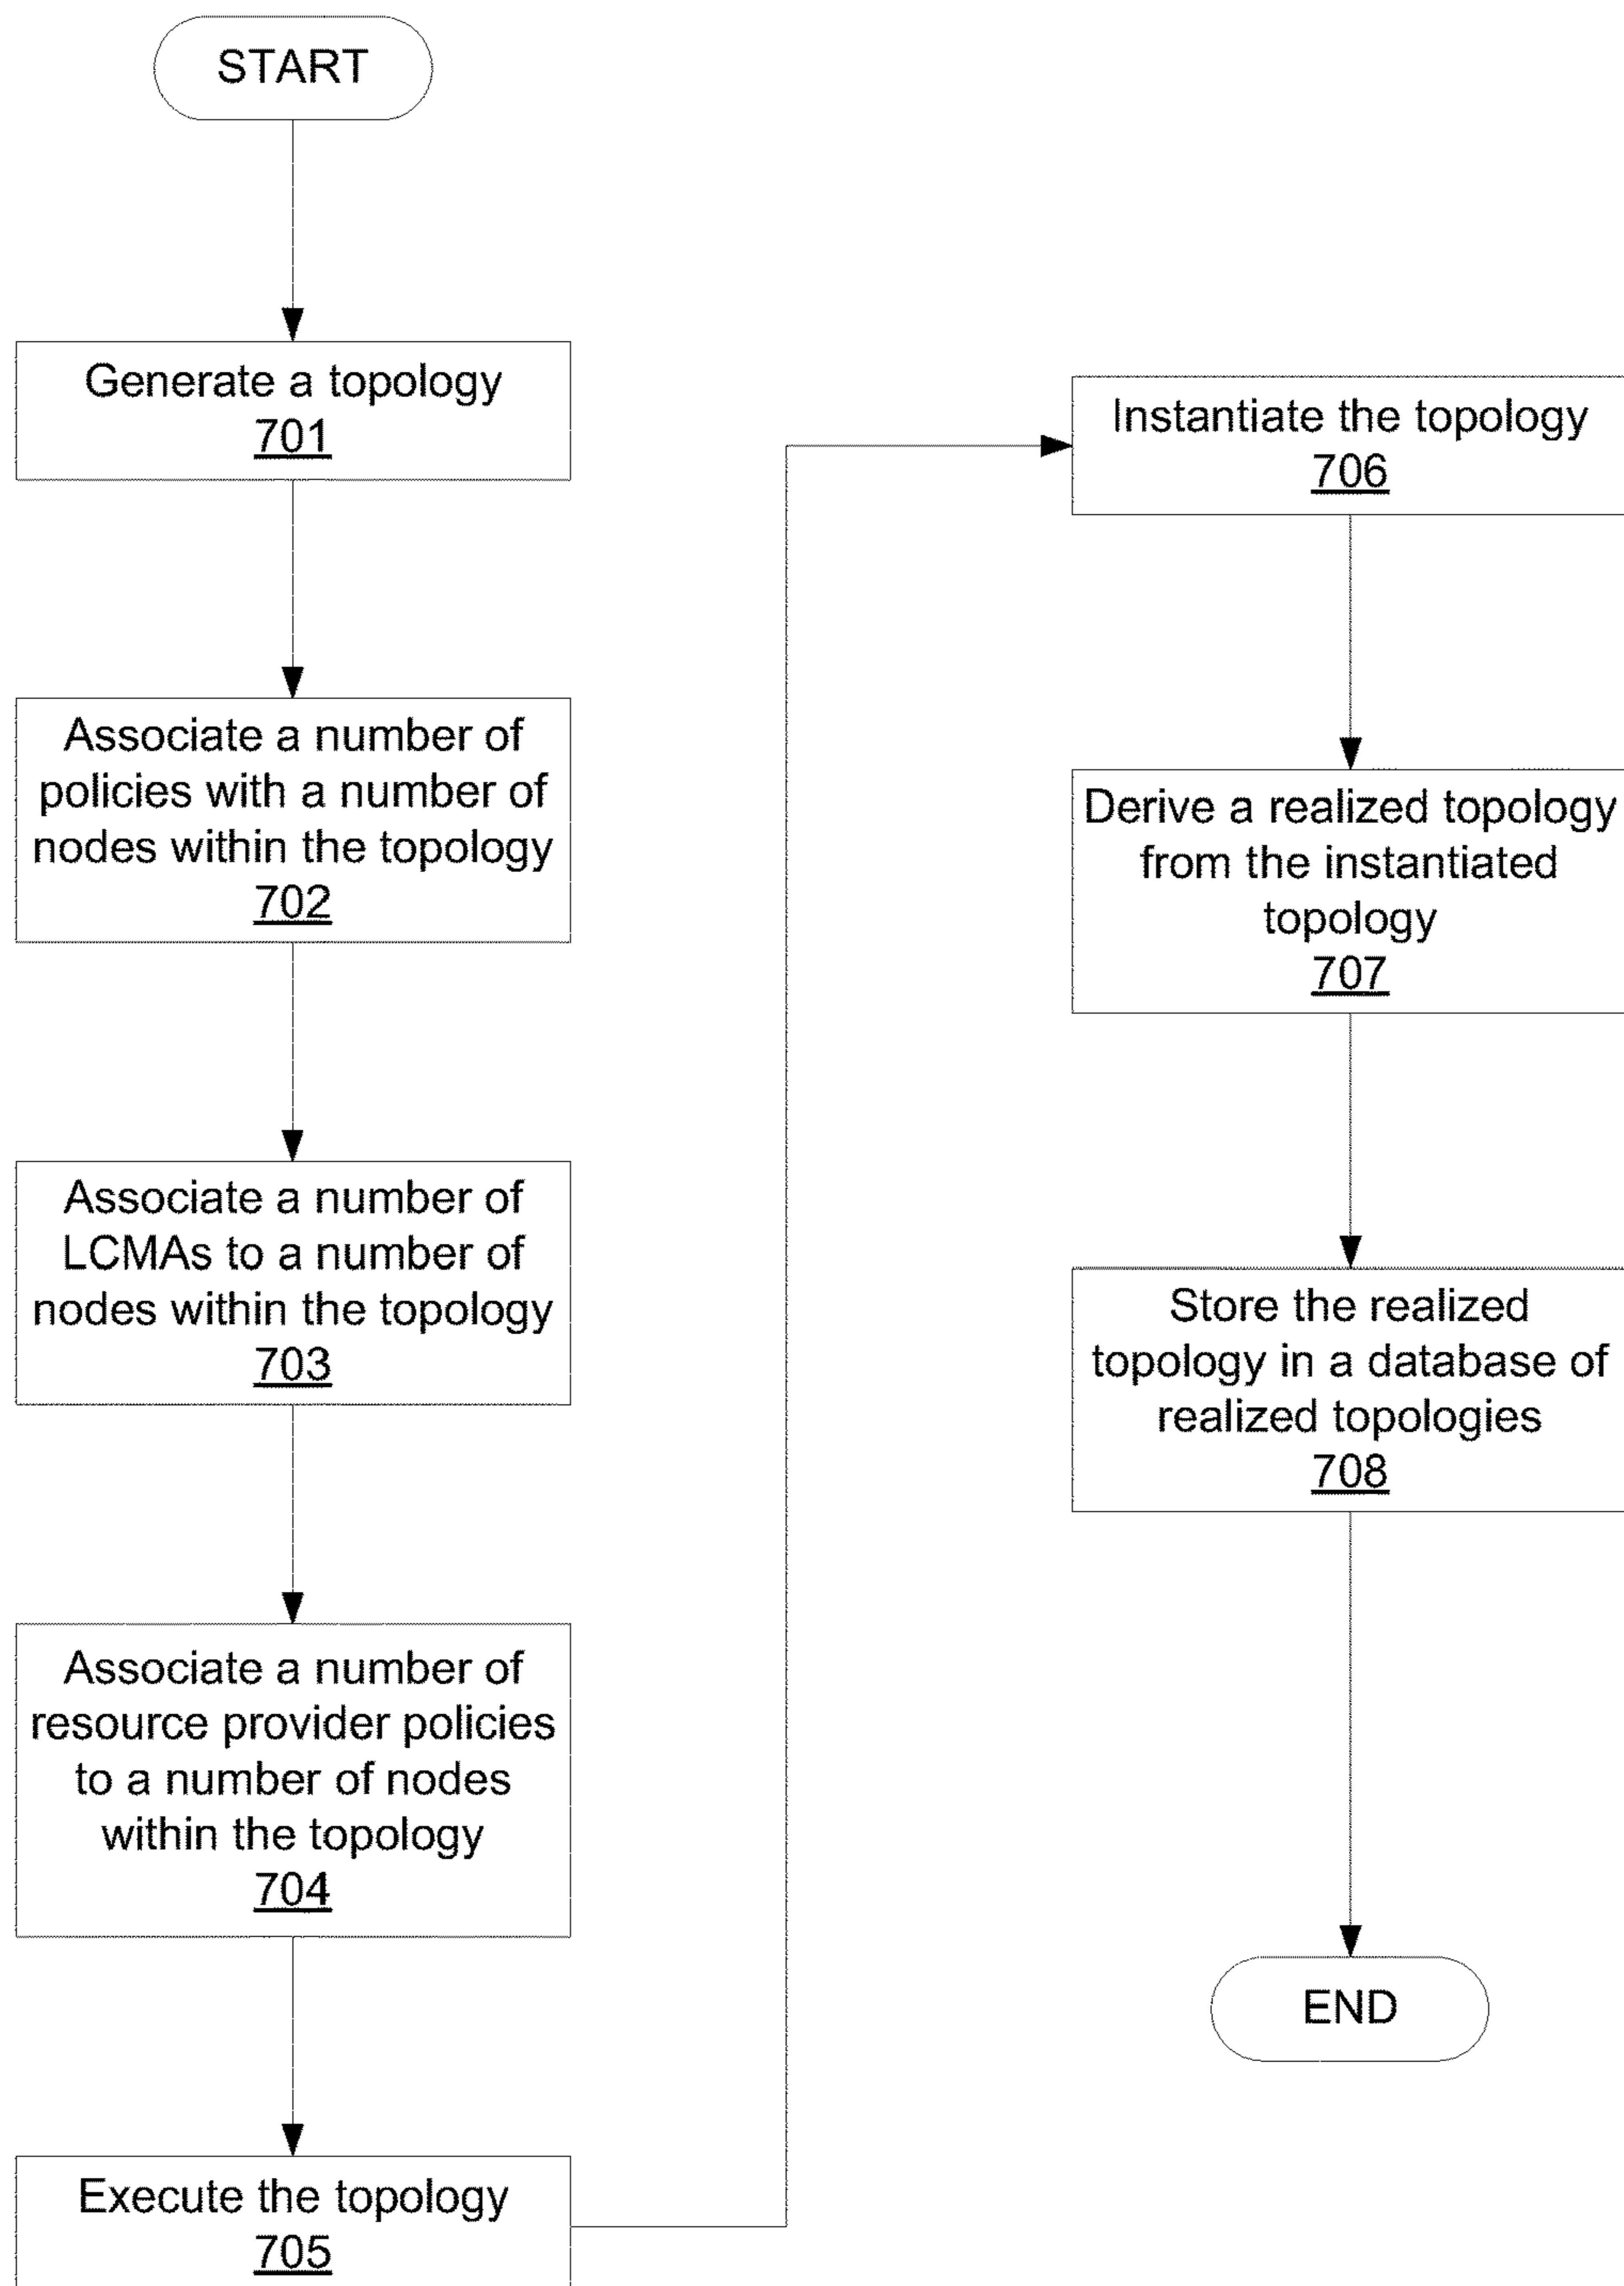 START
Generate a topology
701
Associate a number of
policies with a number of
nodes within the topology
702
Associate a number of
LCMAs to a number of
nodes within the topology
703
Associate a number of
resource provider policies
to a number of nodes
within the topology
704
Execute the topology
705
Instantiate the topology
706
Derive a realized topology
from the instantiated
topology
707
Store the realized
topology in a database of
realized topologies
708
END